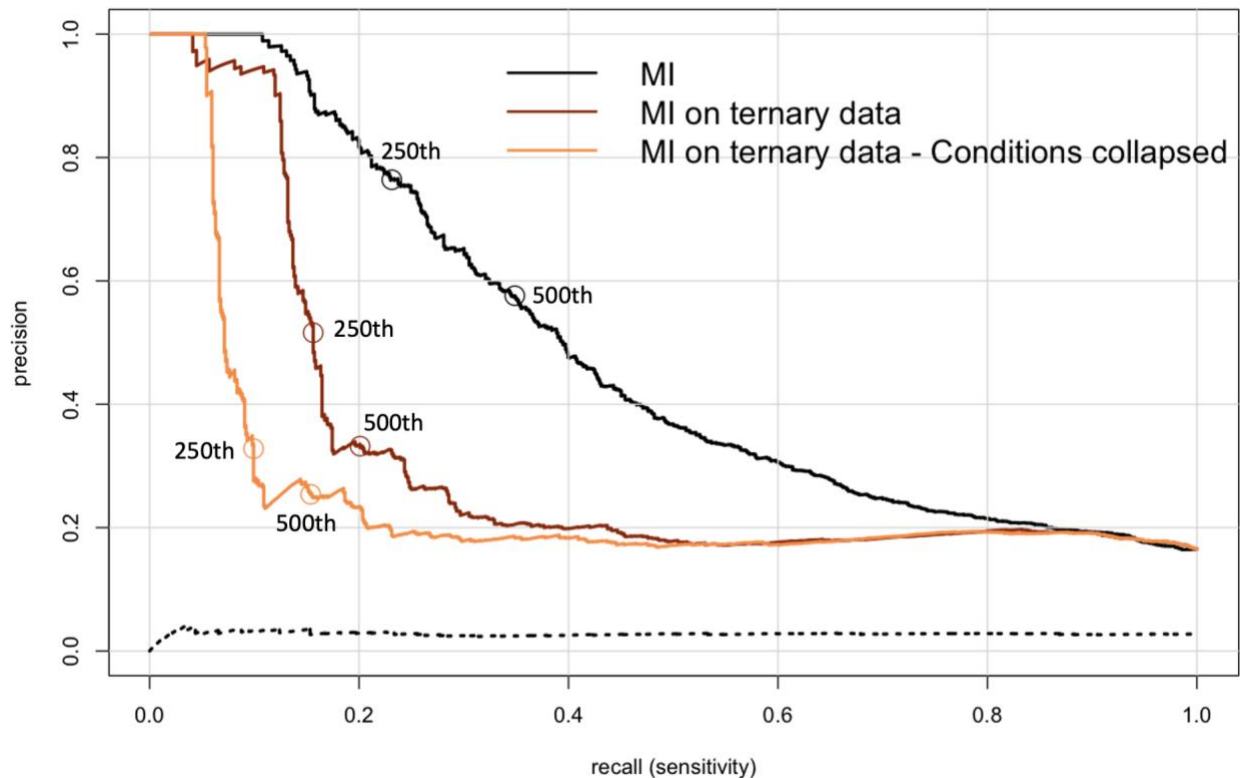 MI
MI on ternary data
MI on ternary data - Conditions collapsed
250th
500th
250th
500th
250th
500th
precision
1.0
0.8
0.6
0.4
0.2
0.0
0.0 0.2 0.4 0.6 0.8 1.0
recall (sensitivity)